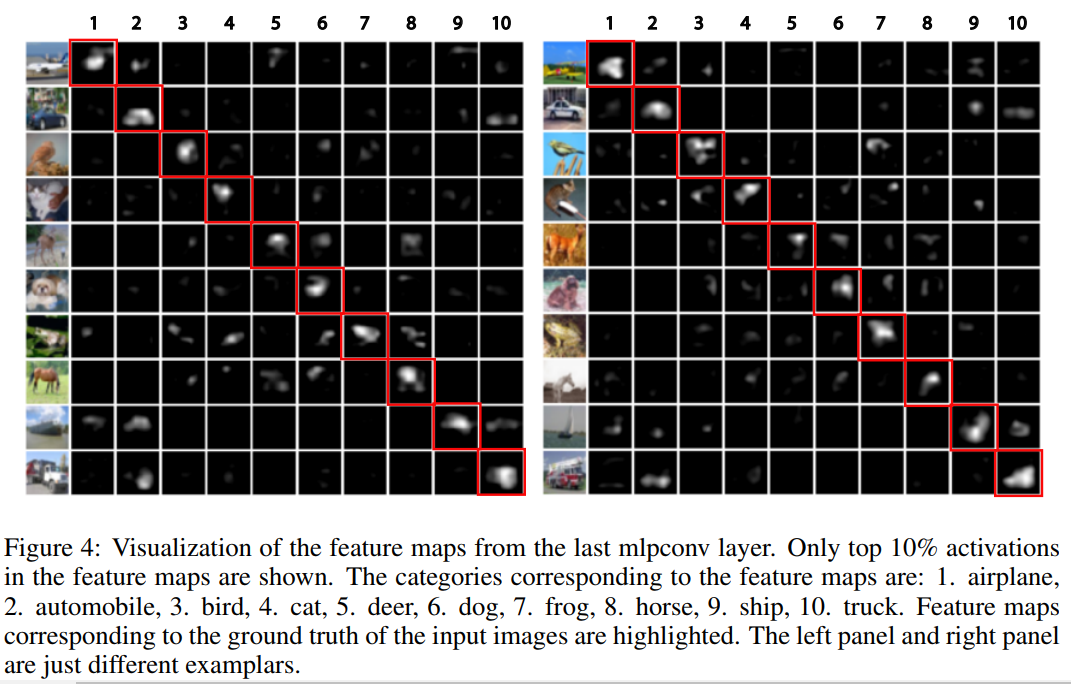 1 2 3 4 5 6 7 8 9 10 1 2 3 4 5 6 7 8 9 10
Figure 4: Visualization of the feature maps from the last mlpconv layer. Only top 10% activations
in the feature maps are shown. The categories corresponding to the feature maps are: 1. airplane,
2. automobile, 3. bird, 4. cat, 5. deer, 6. dog, 7. frog, 8. horse, 9. ship, 10. truck. Feature maps
corresponding to the ground truth of the input images are highlighted. The left panel and right panel
are just different examplars.